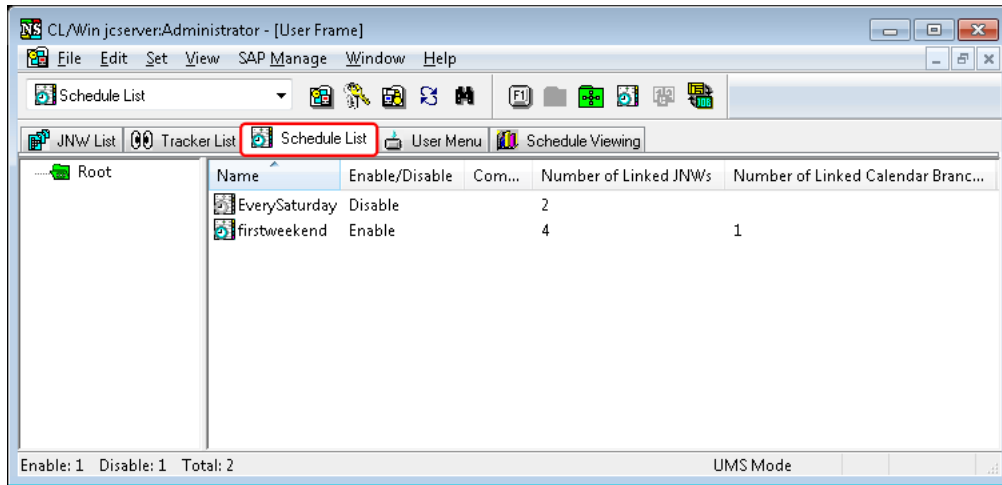 CL/Win jcserver:Administrator - [User Frame]
File Edit Set View SAP Manage Window Help
Schedule List
JNW List Tracker List Schedule List User Menu Schedule Viewing
Root
Name Enable/Disable Com... Number of Linked JNWs Number of Linked Calendar Branc...
EverySaturday Disable 2
firstweekend Enable 4 1
Enable: 1 Disable: 1 Total: 2 UMS Mode